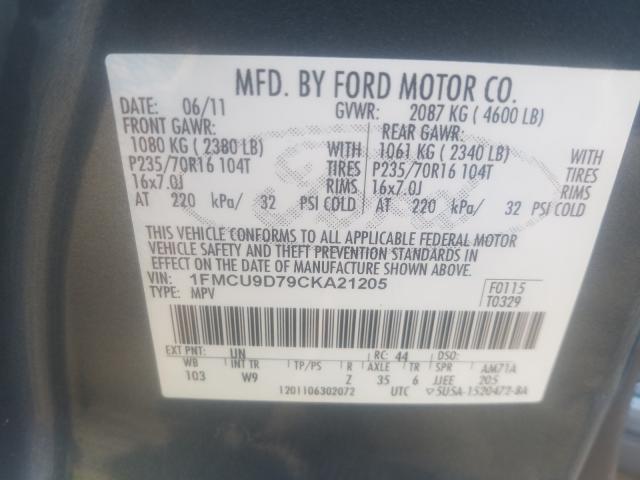 MFD. BY FORD MOTOR CO.
DATE: 06/11 GVWR: 2087 KG ( 4600 LB)
FRONT GAWR: REAR GAWR:
1080 KG ( 2380 LB) WITH 1061 KG ( 2340 LB) WITH
P235/70R16 104T TIRES P235/70R16 104T TIRES
16x7.0J RIMS 16x7.0J RIMS
AT 220 kPa/ 32 PSI COLD AT 220 kPa/ 32 PSI COLD
THIS VEHICLE CONFORMS TO ALL APPLICABLE FEDERAL MOTOR
VEHICLE SAFETY AND THEFT PREVENTION STANDARDS IN
EFFECT ON THE DATE OF MANUFACTURE SHOWN ABOVE.
VIN: 1FMCU9D79CKA21205 F0115
TYPE: MPV T0329
EXT PNT: UN RC: 44 DSO:
WB INT TR TP/PS R AXLE TR SPR AM71A
103 W9 Z 35 6 JJEE 205
1201106302072 UTC ▽5U5A-1520472-BA